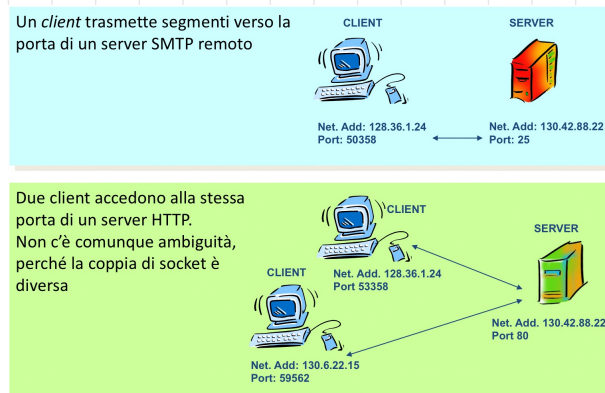 Un client trasmette segmenti verso la
porta di un server SMTP remoto
CLIENT
SERVER
Net. Add: 128.36.1.24
Port: 50358
Net. Add: 130.42.88.22
Port: 25
Due client accedono alla stessa
porta di un server HTTP.
Non c'è comunque ambiguità,
perché la coppia di socket è
diversa
CLIENT
Net. Add. 128.36.1.24
Port 53358
SERVER
Net. Add. 130.42.88.22
Port 80
CLIENT
Net. Add: 130.6.22.15
Port: 59562